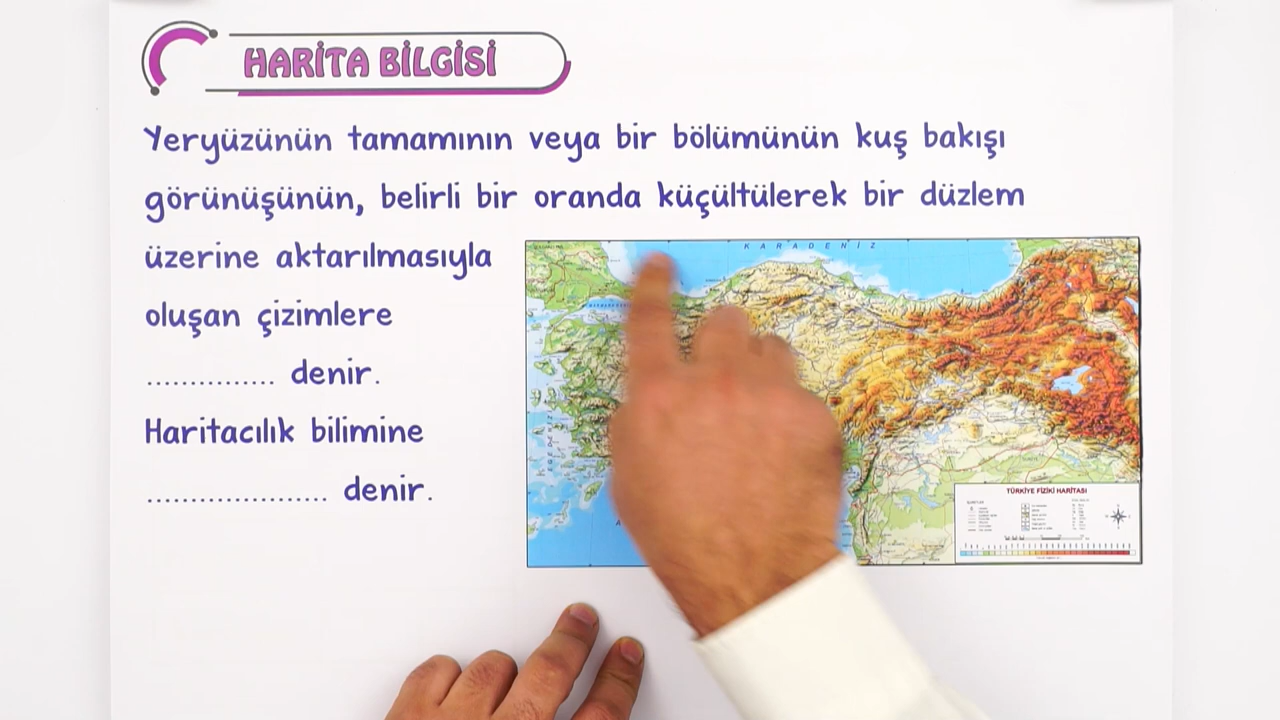 HARİTA BİLGİSİ
Yeryüzünün tamamının veya bir bölümünün kuş bakışı
görünüşünün, belirli bir oranda küçültülerek bir düzlem
üzerine aktarılmasıyla
oluşan çizimlere
............... denir.
Haritacılık bilimine
..................... denir.
KARADENİZ
TÜRKİYE FİZİKİ HARİTASI